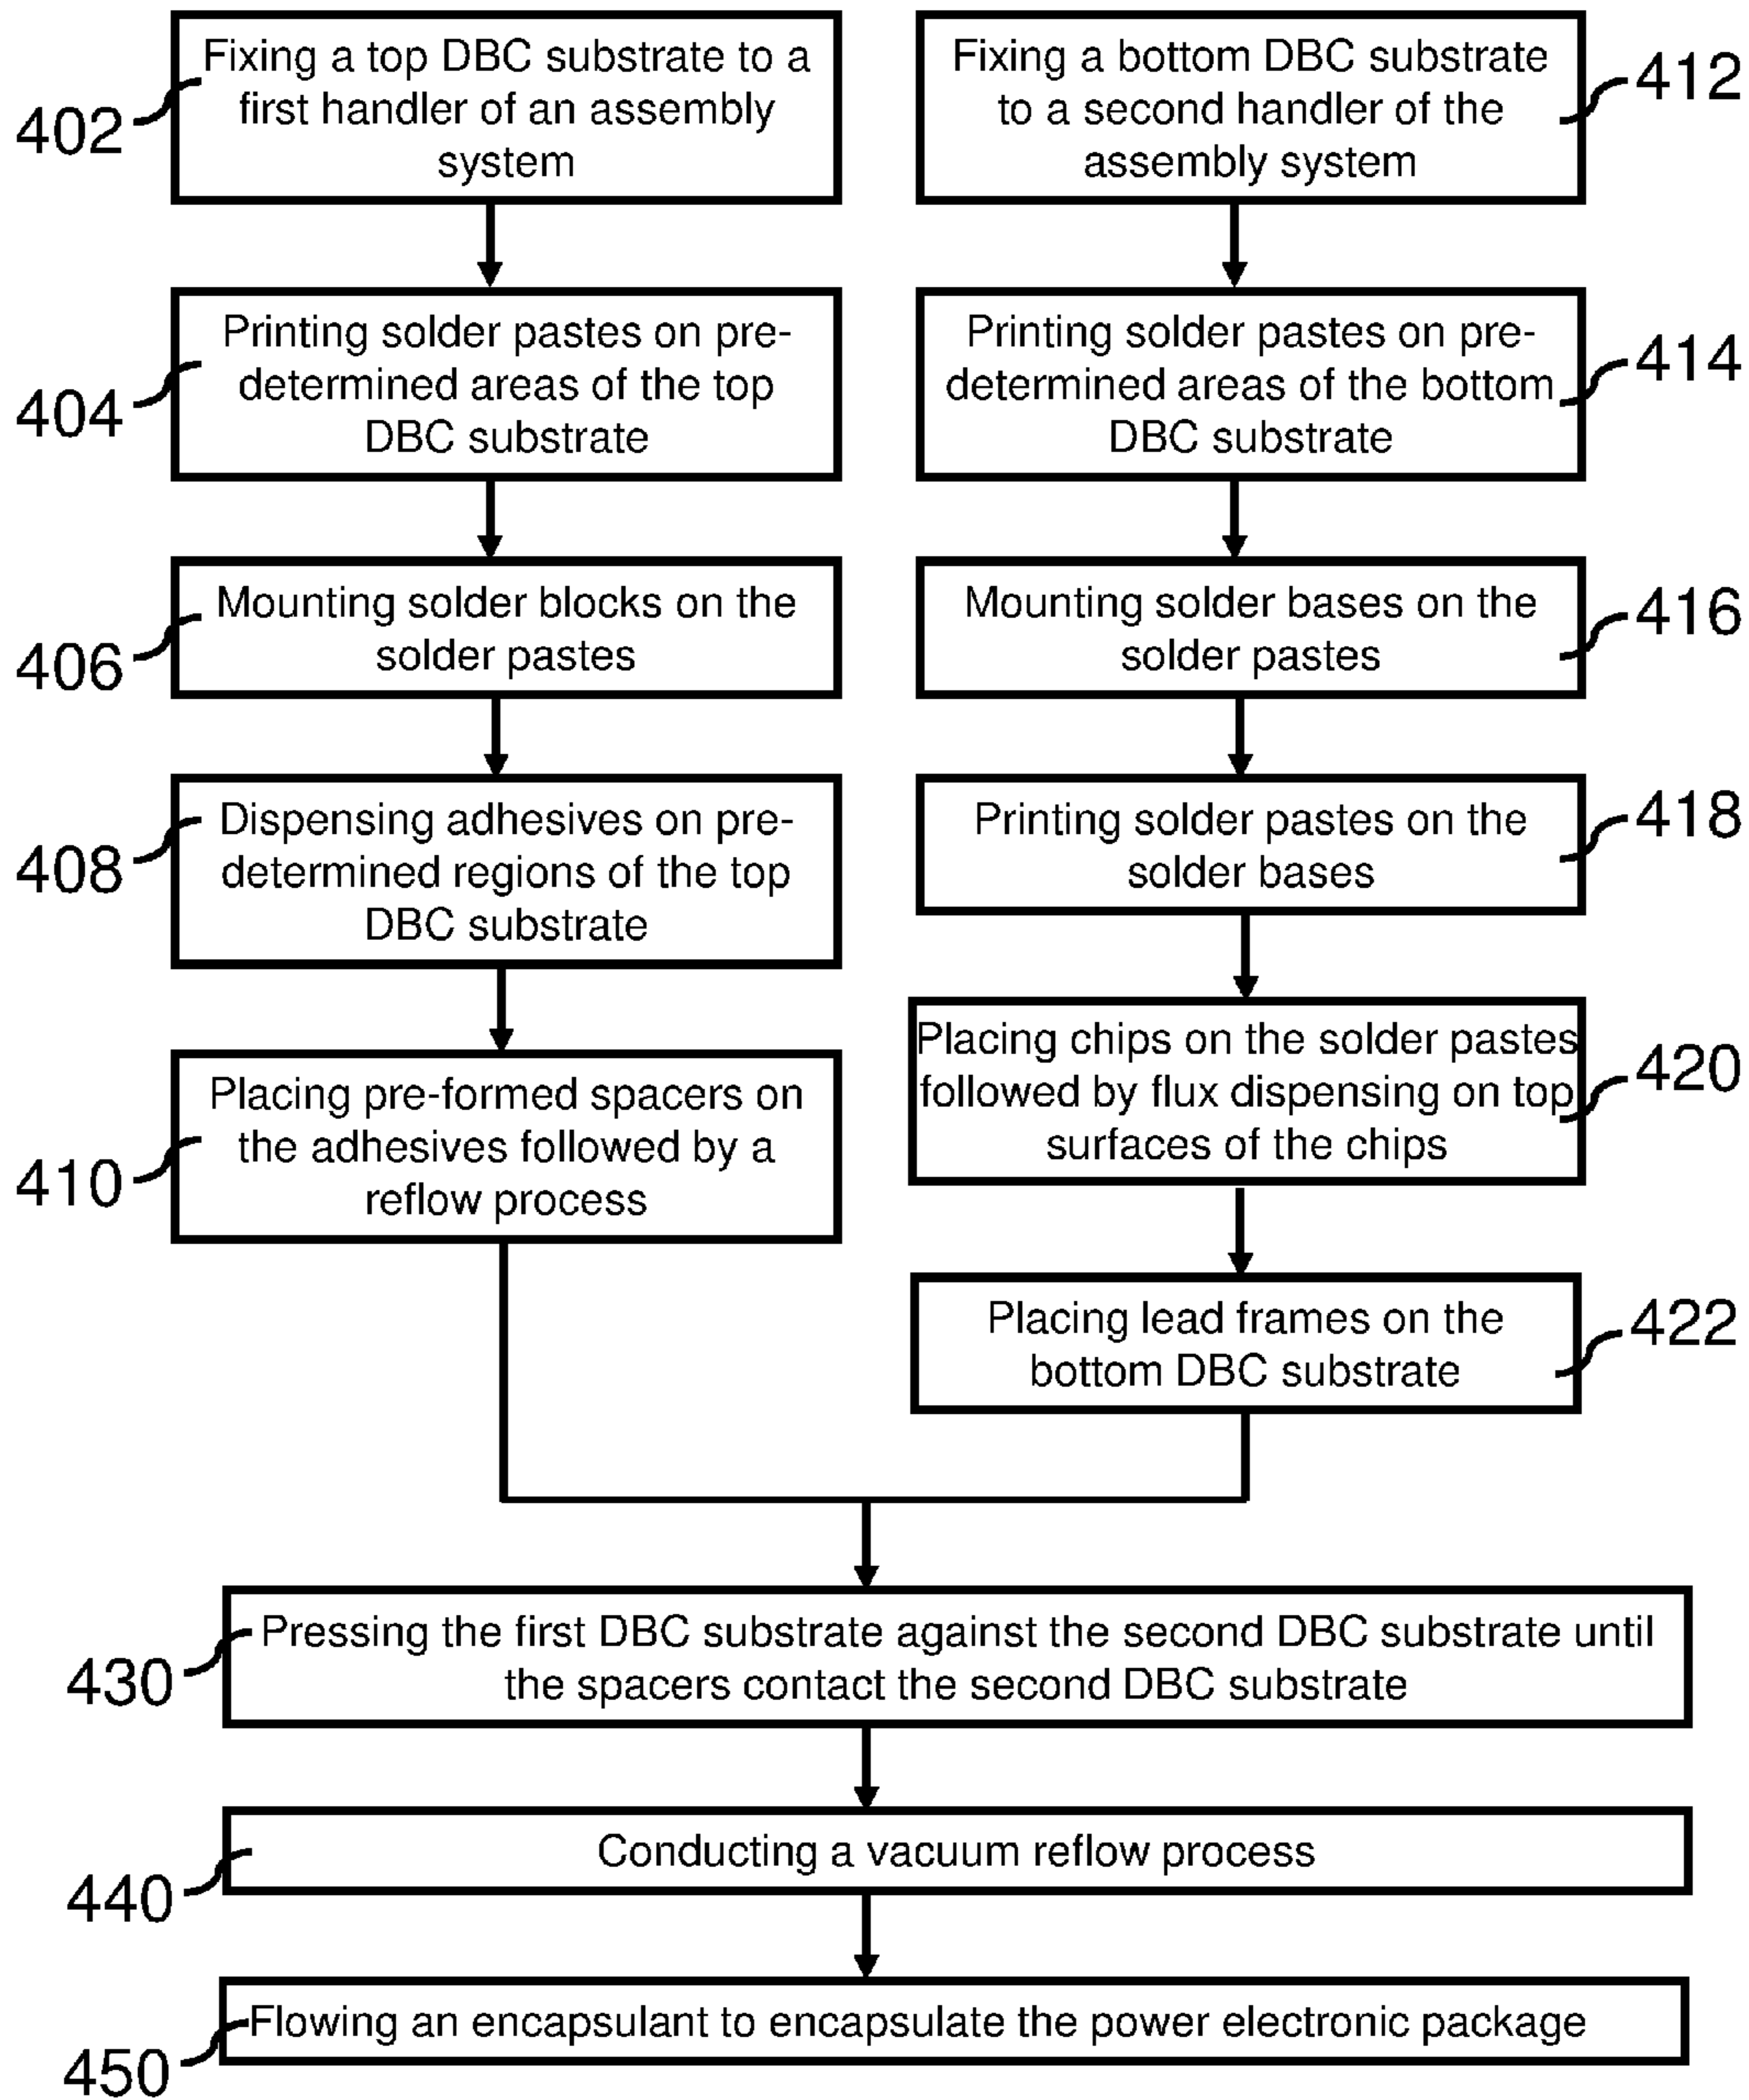 Fixing a top DBC substrate to a
first handler of an assembly
system
402
Printing solder pastes on pre-
determined areas of the top
DBC substrate
404
Mounting solder blocks on the
solder pastes
406
Dispensing adhesives on pre-
determined regions of the top
DBC substrate
408
Placing pre-formed spacers on
the adhesives followed by a
reflow process
410
Fixing a bottom DBC substrate
to a second handler of the
assembly system
412
Printing solder pastes on pre-
determined areas of the bottom
DBC substrate
414
Mounting solder bases on the
solder pastes
416
Printing solder pastes on the
solder bases
418
Placing chips on the solder pastes
followed by flux dispensing on top
surfaces of the chips
420
Placing lead frames on the
bottom DBC substrate
422
Pressing the first DBC substrate against the second DBC substrate until
the spacers contact the second DBC substrate
430
Conducting a vacuum reflow process
440
Flowing an encapsulant to encapsulate the power electronic package
450